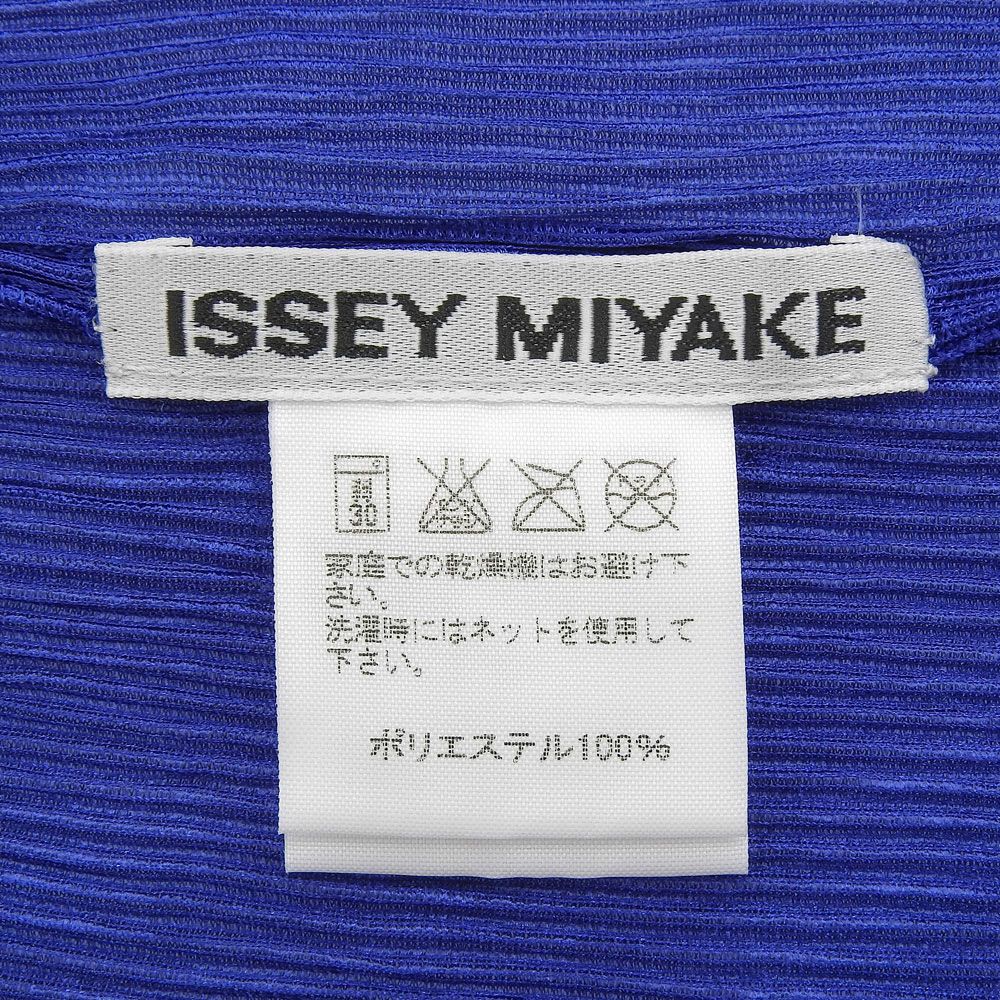 ISSEY MIYAKE
弱
30
家庭での乾燥機はお避け下
さい。
洗濯時にはネットを使用して
下さい。
ポリエステル100%